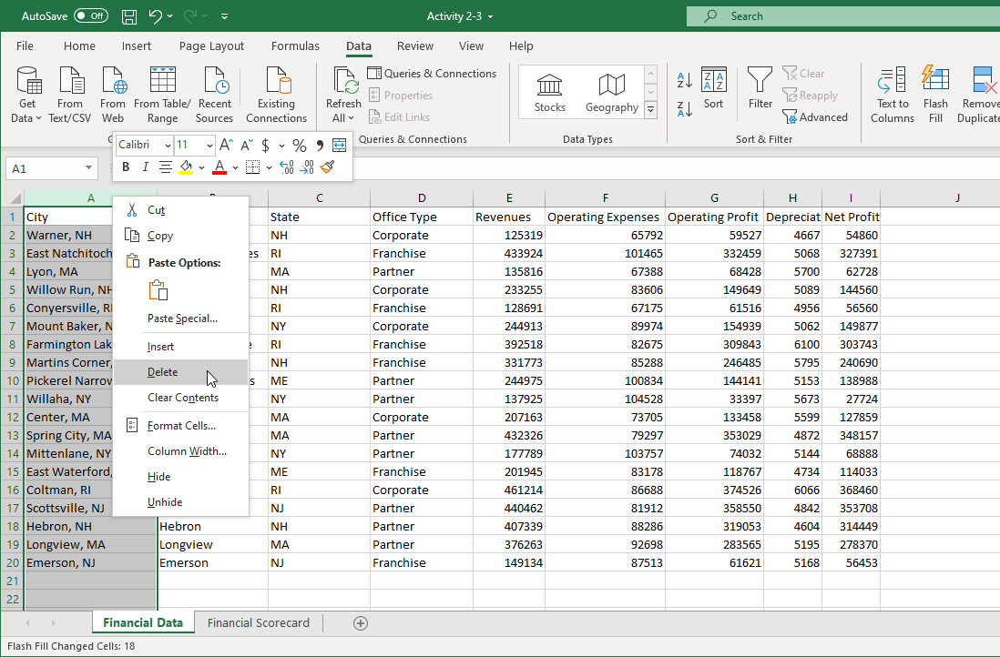 AutoSave Off Activity 2-3 Search
File Home Insert Page Layout Formulas Data Review View Help
Get Data From Text/CSV From Web From Table/ Range Recent Sources Existing Connections Refresh All Queries & Connections Properties Edit Links Stocks Geography Sort Filter Clear Reapply Advanced Text to Columns Flash Fill Remove Duplicate
G Queries & Connections Data Types Sort & Filter
Calibri 11 A A $ % ,
B I A
A1
A C D E F G H I J
1 City State Office Type Revenues Operating Expenses Operating Profit Depreciat Net Profit
2 Warner, NH NH Corporate 125319 65792 59527 4667 54860
3 East Natchitoch es RI Franchise 433924 101465 332459 5068 327391
4 Lyon, MA MA Partner 135816 67388 68428 5700 62728
5 Willow Run, NH NH Corporate 233255 83606 149649 5089 144560
6 Conyersville, RI RI Franchise 128691 67175 61516 4956 56560
7 Mount Baker, N NY Corporate 244913 89974 154939 5062 149877
8 Farmington Lak e RI Franchise 392518 82675 309843 6100 303743
9 Martins Corner, NH Franchise 331773 85288 246485 5795 240690
10 Pickerel Narrow s ME Partner 244975 100834 144141 5153 138988
11 Willaha, NY NY Partner 137925 104528 33397 5673 27724
12 Center, MA MA Corporate 207163 73705 133458 5599 127859
13 Spring City, MA MA Partner 432326 79297 353029 4872 348157
14 Mittenlane, NY NY Partner 177789 103757 74032 5144 68888
15 East Waterford, ME Franchise 201945 83178 118767 4734 114033
16 Coltman, RI RI Corporate 461214 86688 374526 6066 368460
17 Scottsville, NJ NJ Partner 440462 81912 358550 4842 353708
18 Hebron, NH Hebron NH Partner 407339 88286 319053 4604 314449
19 Longview, MA Longview MA Partner 376263 92698 283565 5195 278370
20 Emerson, NJ Emerson NJ Franchise 149134 87513 61621 5168 56453
21
22
Cut
Copy
Paste Options:
Paste Special...
Insert
Delete
Clear Contents
Format Cells...
Column Width...
Hide
Unhide
Financial Data Financial Scorecard
Flash Fill Changed Cells: 18